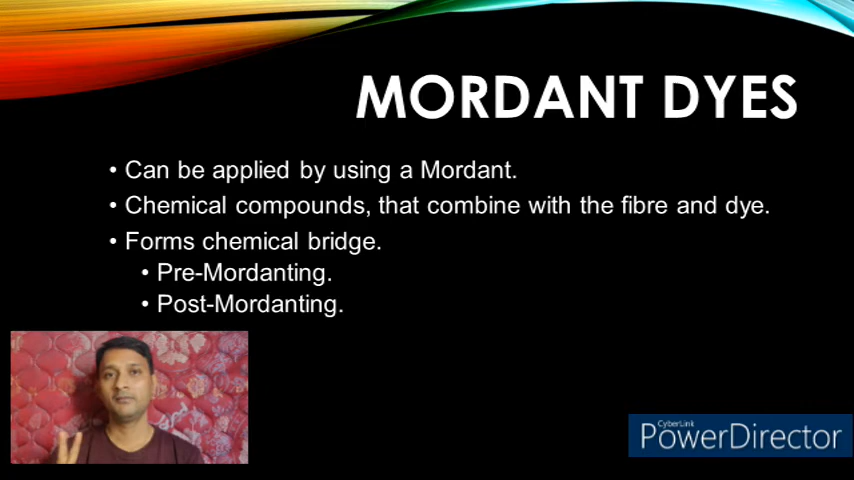 MORDANT DYES
• Can be applied by using a Mordant.
• Chemical compounds, that combine with the fibre and dye.
• Forms chemical bridge.
• Pre-Mordanting.
• Post-Mordanting.
CyberLink
PowerDirector